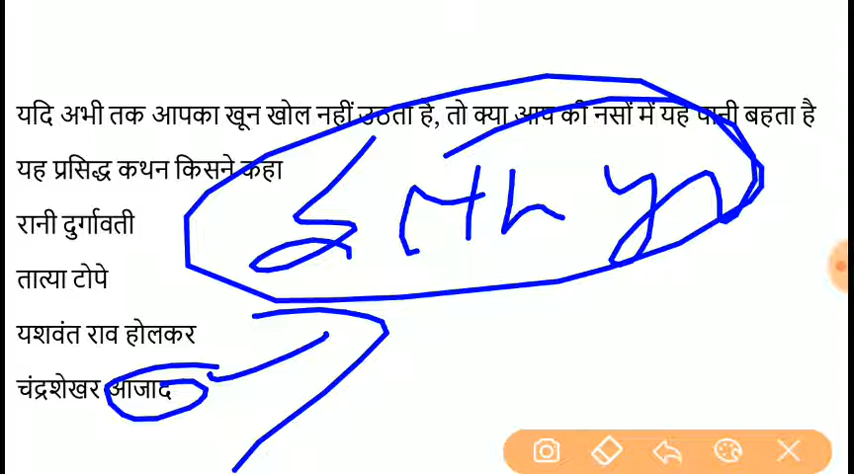 यदि अभी तक आपका खून खोल नहीं उठता है, तो क्या आप की नसों में यह पानी बहता है
यह प्रसिद्ध कथन किसने कहा
रानी दुर्गावती
तात्या टोपे
यशवंत राव होलकर
चंद्रशेखर आजाद